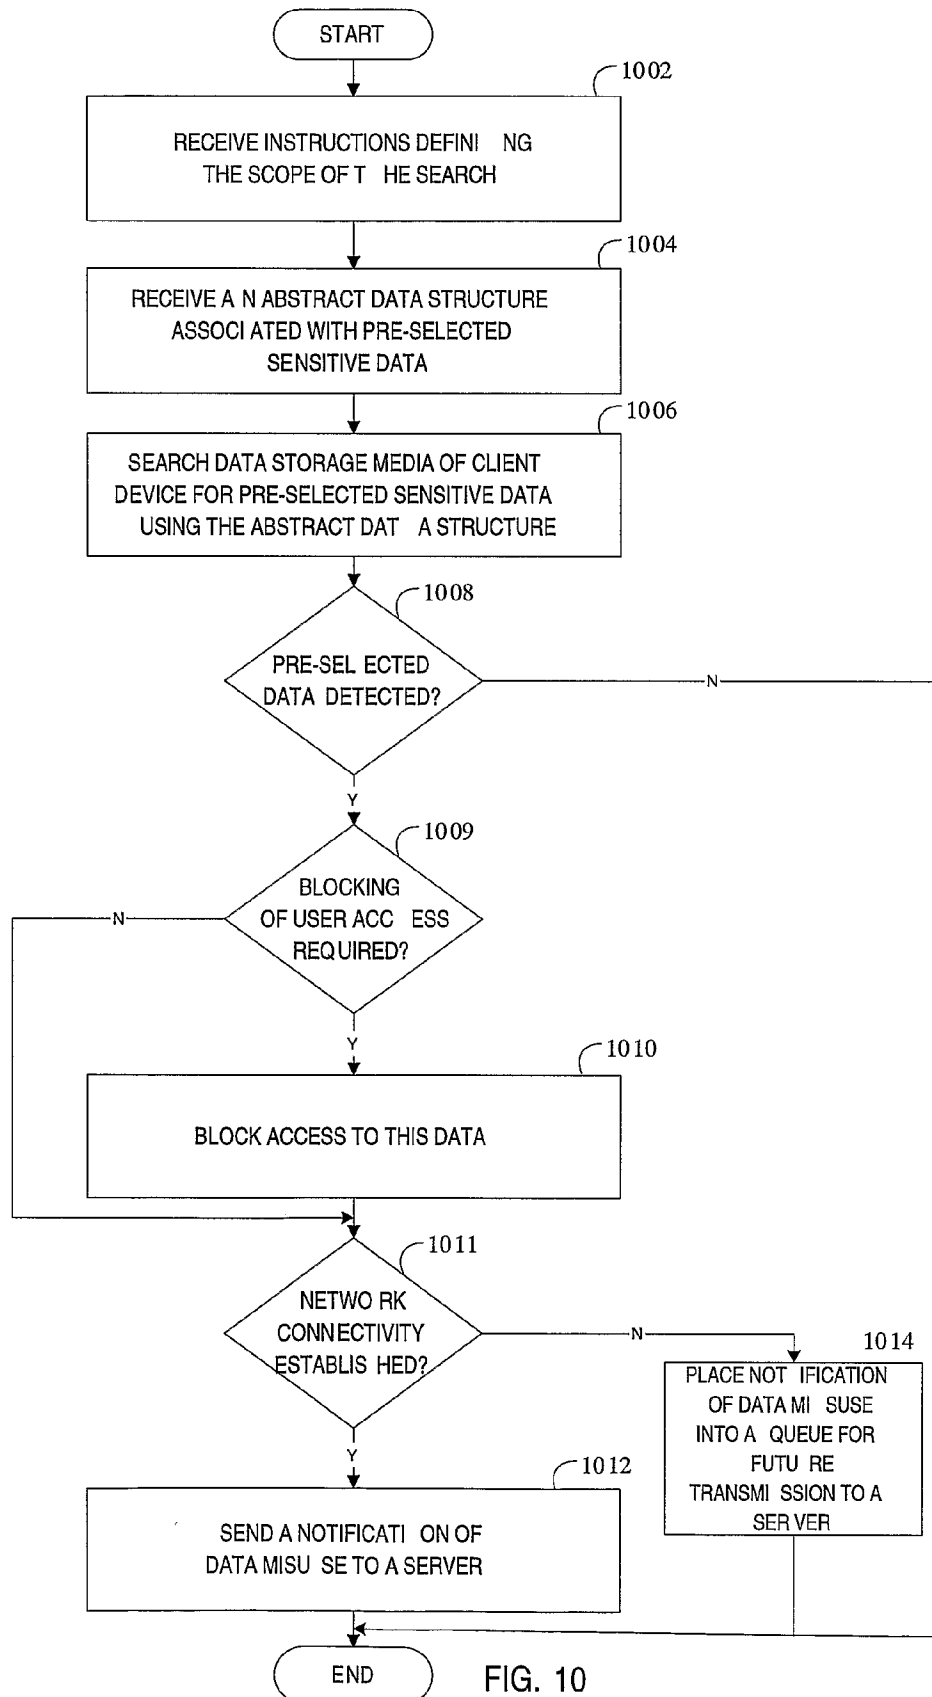 START
1002
RECEIVE INSTRUCTIONS DEFINI NG
THE SCOPE OF T HE SEARCH
1004
RECEIVE A N ABSTRACT DATA STRUCTURE
ASSOCI ATED WITH PRE-SELECTED
SENSITIVE DATA
1006
SEARCH DATA STORAGE MEDIA OF CLIENT
DEVICE FOR PRE-SELECTED SENSITIVE DATA
USING THE ABSTRACT DAT A STRUCTURE
1008
PRE-SEL ECTED
DATA DETECTED?
N
Y
1009
BLOCKING
OF USER ACC ESS
REQUIRED?
N
Y
1010
BLOCK ACCESS TO THIS DATA
1011
NETWO RK
CONNECTIVITY
ESTABLIS HED?
N
1014
PLACE NOT IFICATION
OF DATA MI SUSE
INTO A QUEUE FOR
FUTU RE
TRANSMI SSION TO A
SER VER
Y
1012
SEND A NOTIFICATI ON OF
DATA MISU SE TO A SERVER
END
FIG. 10